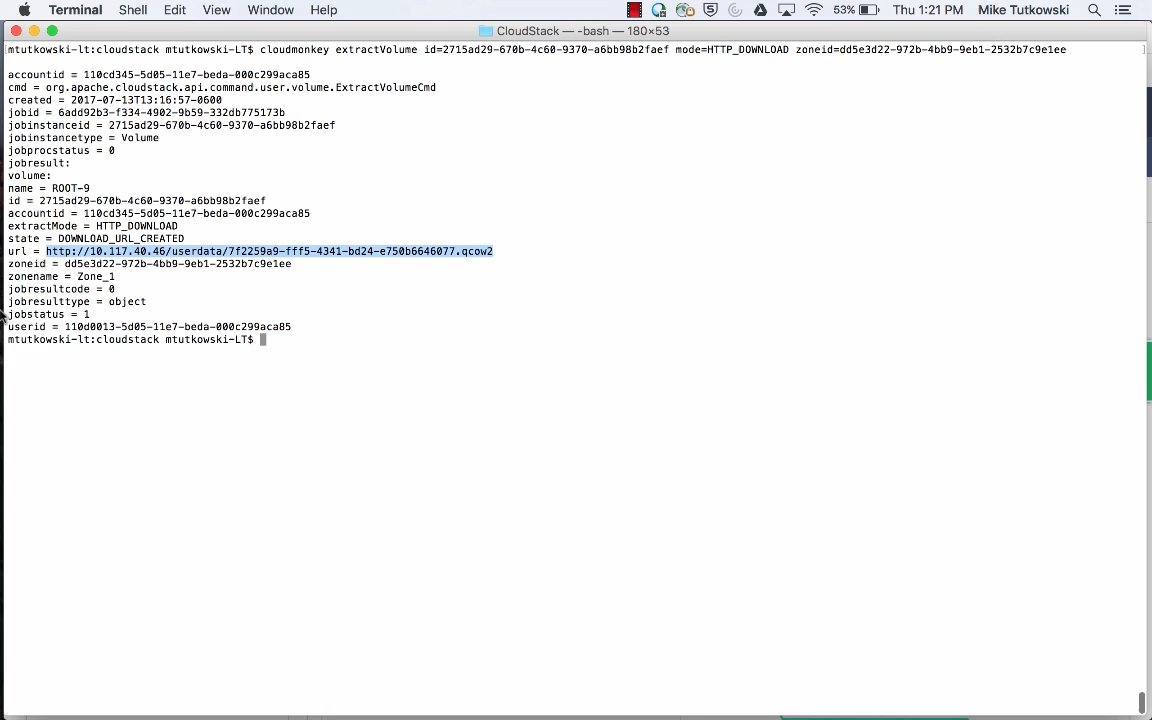 Terminal Shell Edit View Window Help 53% Thu 1:21 PM Mike Tutkowski
CloudStack — -bash — 180×53
[mtutkowski-lt:cloudstack mtutkowski-LT$ cloudmonkey extractVolume id=2715ad29-670b-4c60-9370-a6bb98b2faef mode=HTTP_DOWNLOAD zoneid=dd5e3d22-972b-4bb9-9eb1-2532b7c9e1ee ]
accountid = 110cd345-5d05-11e7-beda-000c299aca85
cmd = org.apache.cloudstack.api.command.user.volume.ExtractVolumeCmd
created = 2017-07-13T13:16:57-0600
jobid = 6add92b3-f334-4902-9b59-332db775173b
jobinstanceid = 2715ad29-670b-4c60-9370-a6bb98b2faef
jobinstancetype = Volume
jobprocstatus = 0
jobresult:
volume:
name = ROOT-9
id = 2715ad29-670b-4c60-9370-a6bb98b2faef
accountid = 110cd345-5d05-11e7-beda-000c299aca85
extractMode = HTTP_DOWNLOAD
state = DOWNLOAD_URL_CREATED
url = http://10.117.40.46/userdata/7f2259a9-fff5-4341-bd24-e750b6646077.qcow2
zoneid = dd5e3d22-972b-4bb9-9eb1-2532b7c9e1ee
zonename = Zone_1
jobresultcode = 0
jobresulttype = object
jobstatus = 1
userid = 110d0013-5d05-11e7-beda-000c299aca85
mtutkowski-lt:cloudstack mtutkowski-LT$